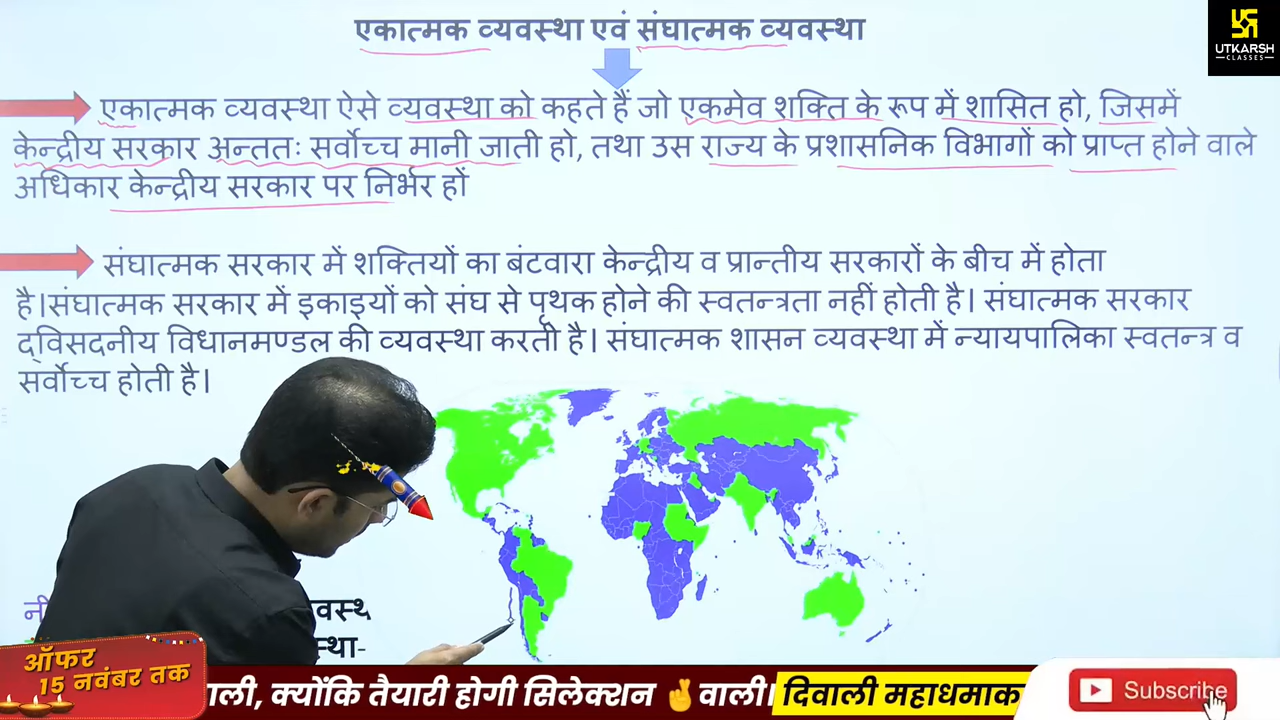 एकात्मक व्यवस्था एवं संघात्मक व्यवस्था
UTKARSH
CLASSES
एकात्मक व्यवस्था ऐसे व्यवस्था को कहते हैं जो एकमेव शक्ति के रूप में शासित हो, जिसमें
केन्द्रीय सरकार अन्ततः सर्वोच्च मानी जाती हो, तथा उस राज्य के प्रशासनिक विभागों को प्राप्त होने वाले
अधिकार केन्द्रीय सरकार पर निर्भर हों
संघात्मक सरकार में शक्तियों का बंटवारा केन्द्रीय व प्रान्तीय सरकारों के बीच में होता
है।संघात्मक सरकार में इकाइयों को संघ से पृथक होने की स्वतन्त्रता नहीं होती है। संघात्मक सरकार
द्विसदनीय विधानमण्डल की व्यवस्था करती है। संघात्मक शासन व्यवस्था में न्यायपालिका स्वतन्त्र व
सर्वोच्च होती है।
ऑफर
15 नवंबर तक
क्योंकि तैयारी होगी सिलेक्शन वाली। दिवाली
Subscribe